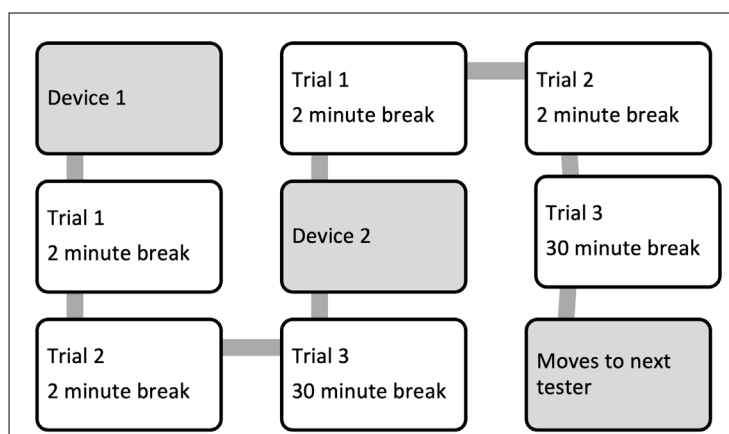 Device 1
Trial 1
2 minute break
Trial 2
2 minute break
Trial 3
30 minute break
Device 2
Trial 1
2 minute break
Trial 2
2 minute break
Trial 3
30 minute break
Moves to next
tester